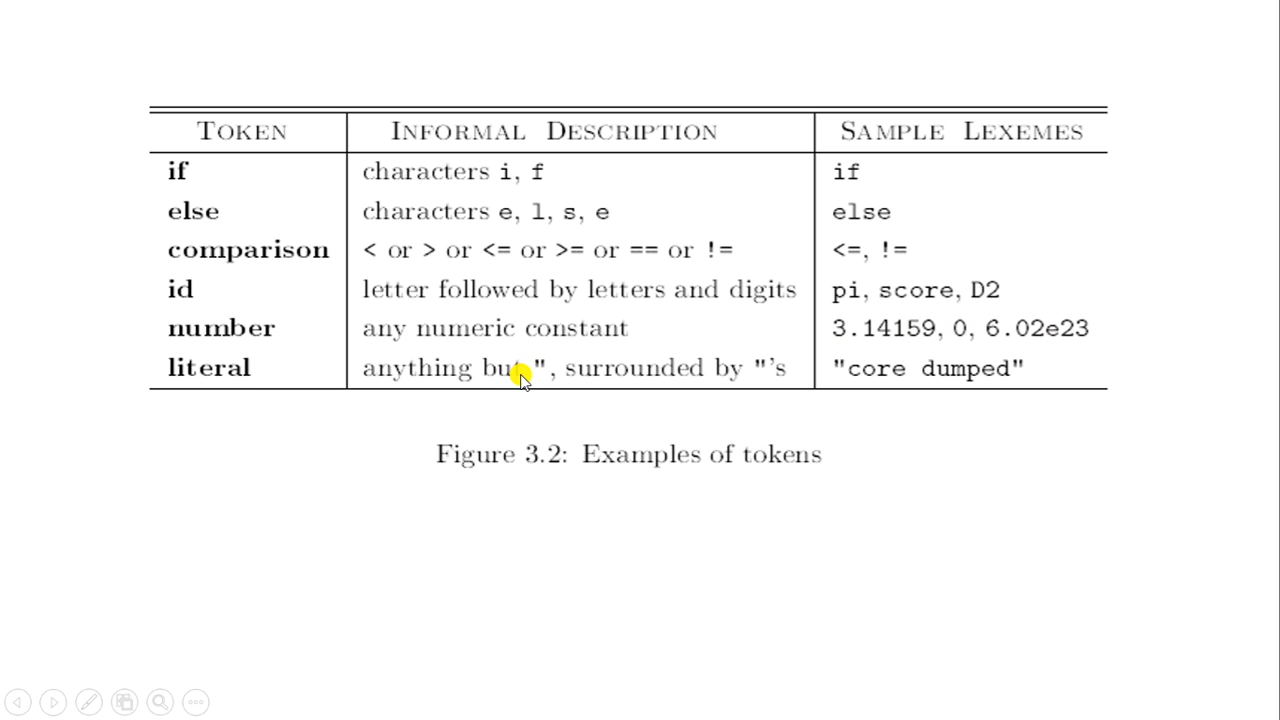 TOKEN INFORMAL DESCRIPTION SAMPLE LEXEMES
if characters i, f if
else characters e, l, s, e else
comparison < or > or <= or >= or == or != <=, !=
id letter followed by letters and digits pi, score, D2
number any numeric constant 3.14159, 0, 6.02e23
literal anything but ", surrounded by "'s "core dumped"
Figure 3.2: Examples of tokens